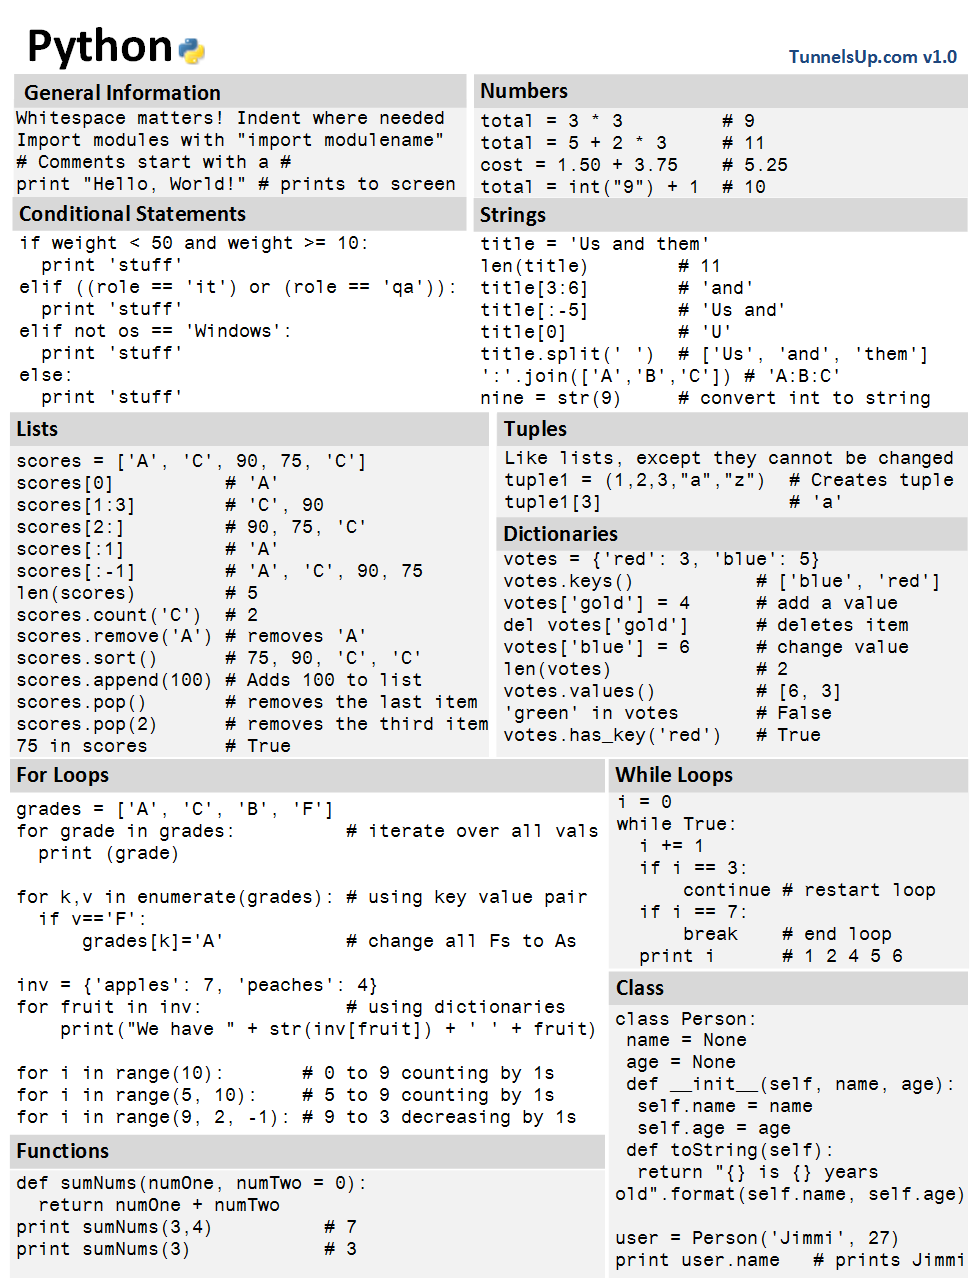 Python
TunnelsUp.com v1.0
General Information
Whitespace matters! Indent where needed
Import modules with "import modulename"
# Comments start with a #
print "Hello, World!" # prints to screen
Conditional Statements
if weight < 50 and weight >= 10:
  print 'stuff'
elif ((role == 'it') or (role == 'qa')):
  print 'stuff'
elif not os == 'Windows':
  print 'stuff'
else:
  print 'stuff'
Numbers
total = 3 * 3         # 9
total = 5 + 2 * 3     # 11
cost = 1.50 + 3.75    # 5.25
total = int("9") + 1  # 10
Strings
title = 'Us and them'
len(title)        # 11
title[3:6]        # 'and'
title[:-5]        # 'Us and'
title[0]          # 'U'
title.split(' ')  # ['Us', 'and', 'them']
':'.join(['A','B','C']) # 'A:B:C'
nine = str(9)     # convert int to string
Lists
scores = ['A', 'C', 90, 75, 'C']
scores[0]          # 'A'
scores[1:3]        # 'C', 90
scores[2:]         # 90, 75, 'C'
scores[:1]         # 'A'
scores[:-1]        # 'A', 'C', 90, 75
len(scores)        # 5
scores.count('C')  # 2
scores.remove('A') # removes 'A'
scores.sort()      # 75, 90, 'C', 'C'
scores.append(100) # Adds 100 to list
scores.pop()       # removes the last item
scores.pop(2)      # removes the third item
75 in scores       # True
Tuples
Like lists, except they cannot be changed
tuple1 = (1,2,3,"a","z")  # Creates tuple
tuple1[3]                 # 'a'
Dictionaries
votes = {'red': 3, 'blue': 5}
votes.keys()           # ['blue', 'red']
votes['gold'] = 4      # add a value
del votes['gold']      # deletes item
votes['blue'] = 6      # change value
len(votes)             # 2
votes.values()         # [6, 3]
'green' in votes       # False
votes.has_key('red')   # True
For Loops
grades = ['A', 'C', 'B', 'F']
for grade in grades:          # iterate over all vals
  print (grade)
for k,v in enumerate(grades): # using key value pair
  if v=='F':
      grades[k]='A'           # change all Fs to As
inv = {'apples': 7, 'peaches': 4}
for fruit in inv:             # using dictionaries
    print("We have " + str(inv[fruit]) + ' ' + fruit)
for i in range(10):       # 0 to 9 counting by 1s
for i in range(5, 10):    # 5 to 9 counting by 1s
for i in range(9, 2, -1): # 9 to 3 decreasing by 1s
Functions
def sumNums(numOne, numTwo = 0):
  return numOne + numTwo
print sumNums(3,4)          # 7
print sumNums(3)            # 3
While Loops
i = 0
while True:
  i += 1
  if i == 3:
      continue # restart loop
  if i == 7:
      break    # end loop
  print i      # 1 2 4 5 6
Class
class Person:
 name = None
 age = None
 def __init__(self, name, age):
  self.name = name
  self.age = age
 def toString(self):
  return "{} is {} years
old".format(self.name, self.age)
user = Person('Jimmi', 27)
print user.name   # prints Jimmi